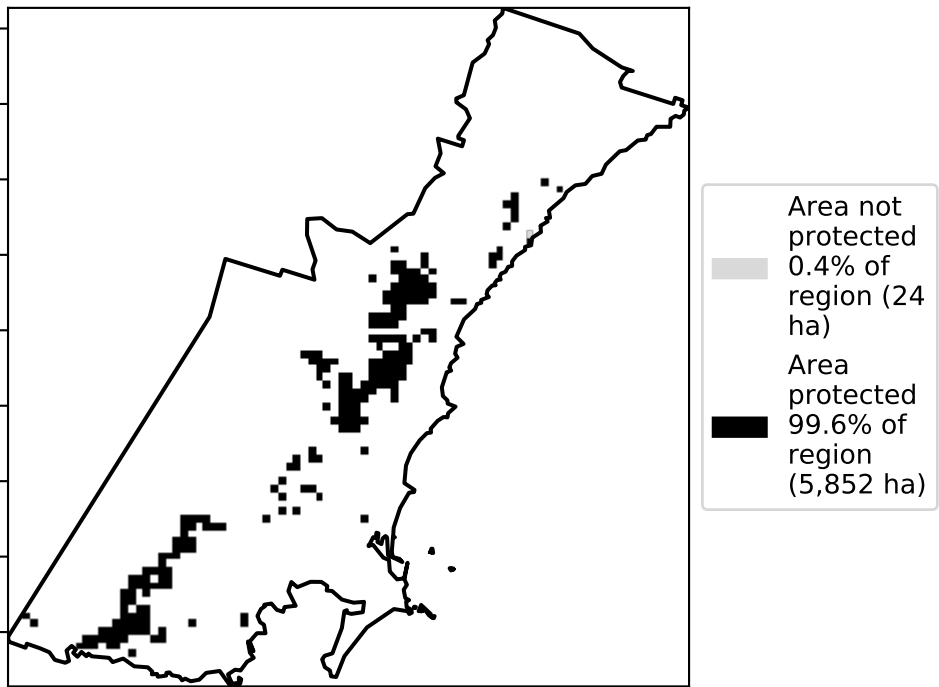 Area not
protected
0.4% of
region (24
ha)
Area
protected
99.6% of
region
(5,852 ha)